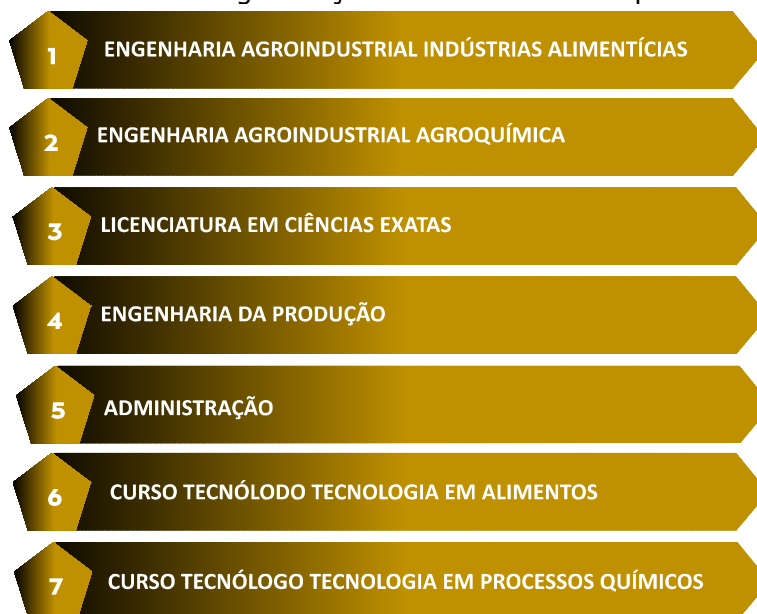 1 ENGENHARIA AGROINDUSTRIAL INDÚSTRIAS ALIMENTÍCIAS
2 ENGENHARIA AGROINDUSTRIAL AGROQUÍMICA
3 LICENCIATURA EM CIÊNCIAS EXATAS
4 ENGENHARIA DA PRODUÇÃO
5 ADMINISTRAÇÃO
6 CURSO TECNÓLODO TECNOLOGIA EM ALIMENTOS
7 CURSO TECNÓLOGO TECNOLOGIA EM PROCESSOS QUÍMICOS